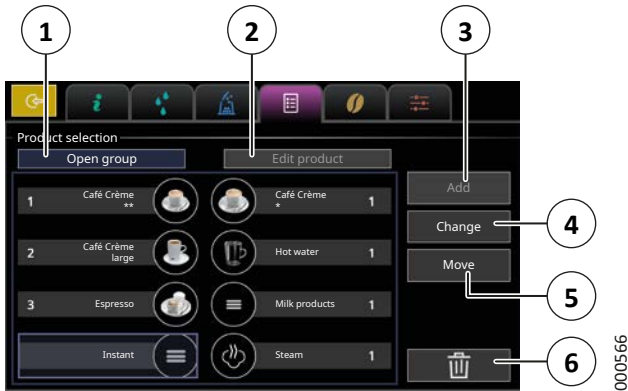 1
2
3
Product selection
Open group
Edit product
Add
1
Café Crème
**
Café Crème
*
1
Change
4
2
Café Crème
large
Hot water
1
Move
3
Espresso
Milk products
1
5
Instant
Steam
1
6
000566